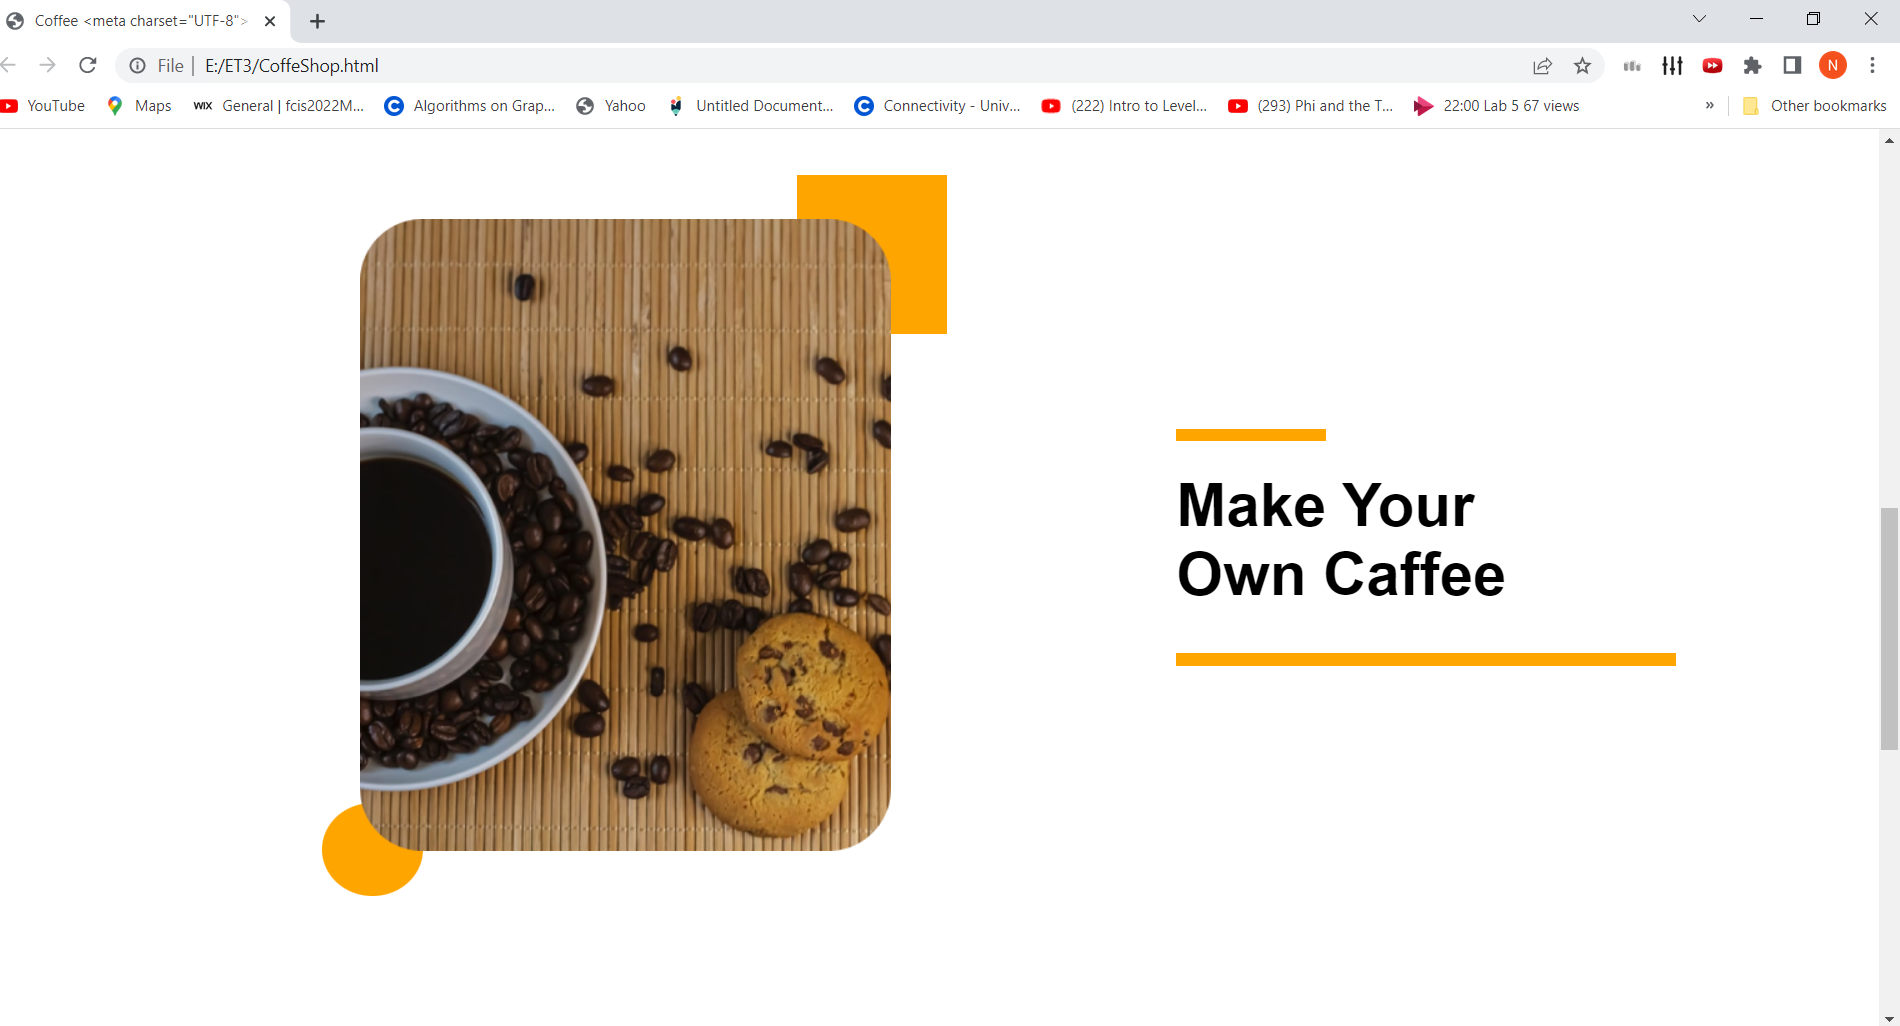 Coffee <meta charset="UTF-8">
File | E:/ET3/CoffeShop.html
N
YouTube
Maps
WIX General | fcis2022M...
Algorithms on Grap...
Yahoo
Untitled Document...
Connectivity - Univ...
(222) Intro to Level...
(293) Phi and the T...
22:00 Lab 5 67 views
»
Other bookmarks
Make Your
Own Caffee